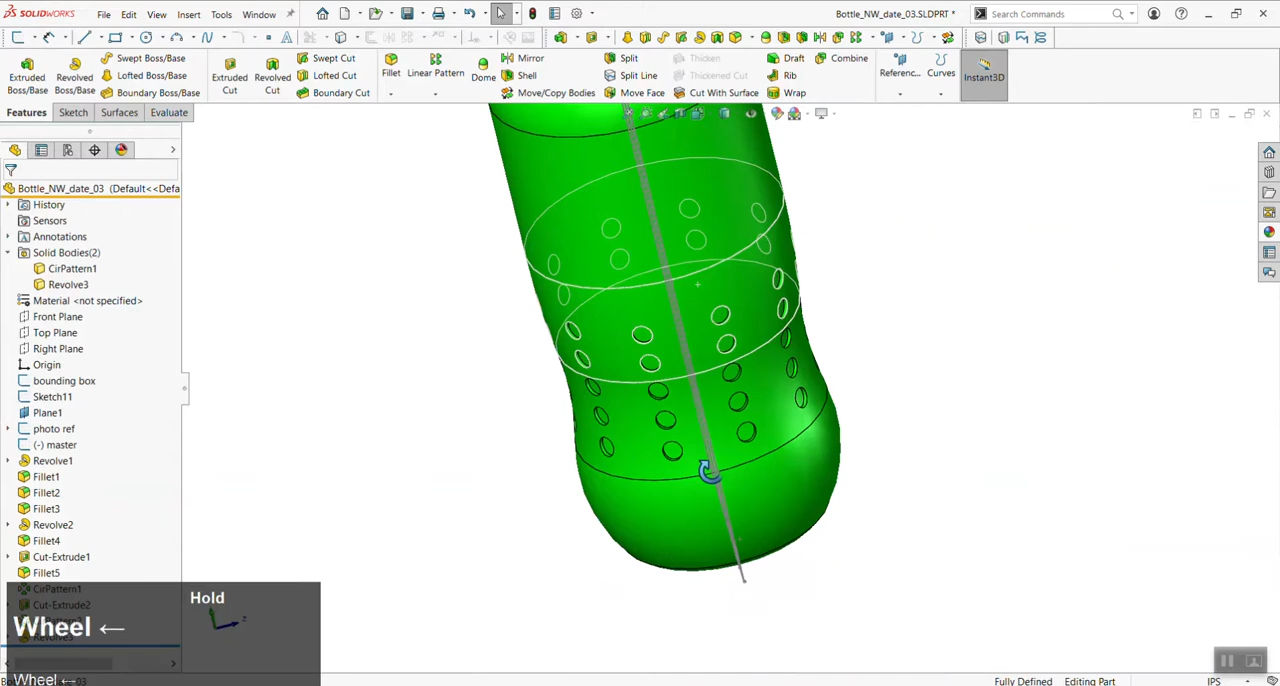 SOLIDWORKS File Edit View Insert Tools Window Bottle_NW_date_03.SLDPRT * Search Commands
Extruded Boss/Base Revolved Boss/Base Swept Boss/Base Lofted Boss/Base Boundary Boss/Base Extruded Cut Revolved Cut Swept Cut Lofted Cut Boundary Cut Fillet Linear Pattern Dome Mirror Shell Move/Copy Bodies Split Split Line Move Face Thicken Thickened Cut Cut With Surface Draft Rib Wrap Combine Referenc... Curves Instant3D
Features Sketch Surfaces Evaluate
Bottle_NW_date_03 (Default<<Defa
History
Sensors
Annotations
Solid Bodies(2)
CirPattern1
Revolve3
Material <not specified>
Front Plane
Top Plane
Right Plane
Origin
bounding box
Sketch11
Plane1
photo ref
(-) master
Revolve1
Fillet1
Fillet2
Fillet3
Revolve2
Fillet4
Cut-Extrude1
Fillet5
CirPattern1
Cut-Extrude2
Revolve3
Hold
Wheel ←
Wheel ←
z
Fully Defined Editing Part IPS